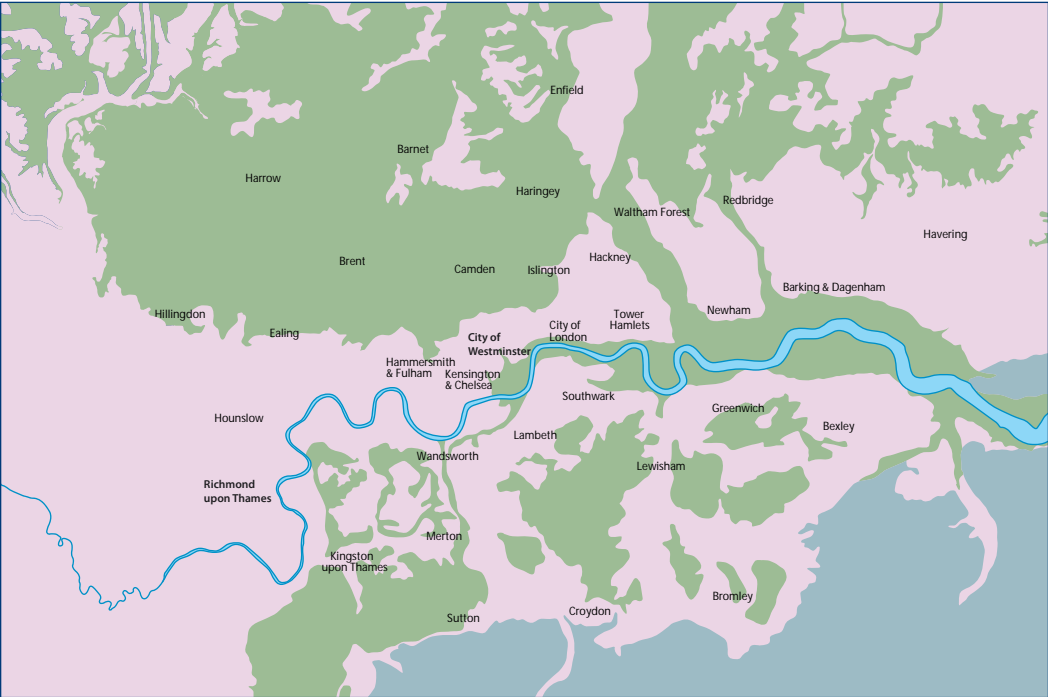 Enfield
Barnet
Harrow
Haringey
Redbridge
Waltham Forest
Havering
Hackney
Brent
Camden
Islington
Barking & Dagenham
Newham
Hillingdon
Tower
Hamlets
City of
London
Ealing
City of
Westminster
Hammersmith
& Fulham
Kensington
& Chelsea
Southwark
Greenwich
Hounslow
Bexley
Lambeth
Wandsworth
Lewisham
Richmond
upon Thames
Merton
Kingston
upon Thames
Bromley
Croydon
Sutton